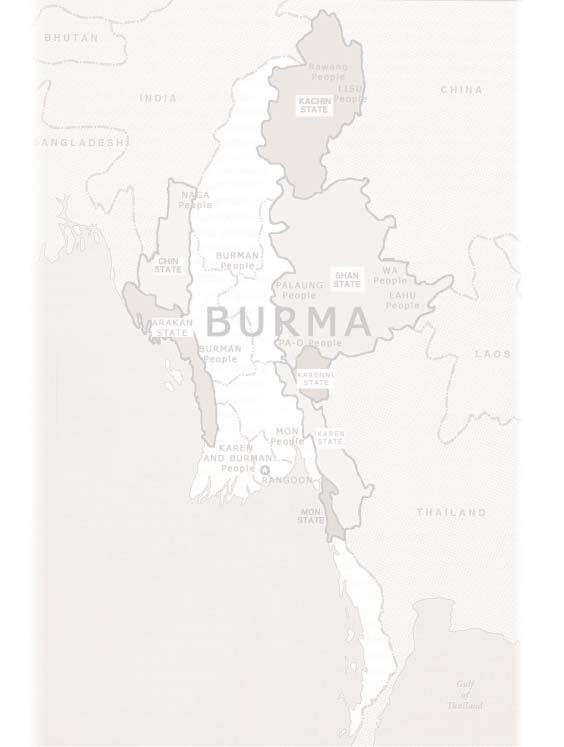 BHUTAN
INDIA
CHINA
BANGLADESH
Rawang
People
LISU
People
KACHIN
STATE
NAGA
People
CHIN
STATE
BURMAN
People
PALAUNG
People
SHAN
STATE
WA
People
LAHU
People
ARAKAN
STATE
BURMA
BURMAN
People
PA-O People
LAOS
KARENNI
STATE
KAREN
AND BURMAN
People
MON
People
KAREN
STATE
RANGOON
MON
STATE
THAILAND
Gulf
of
Thailand